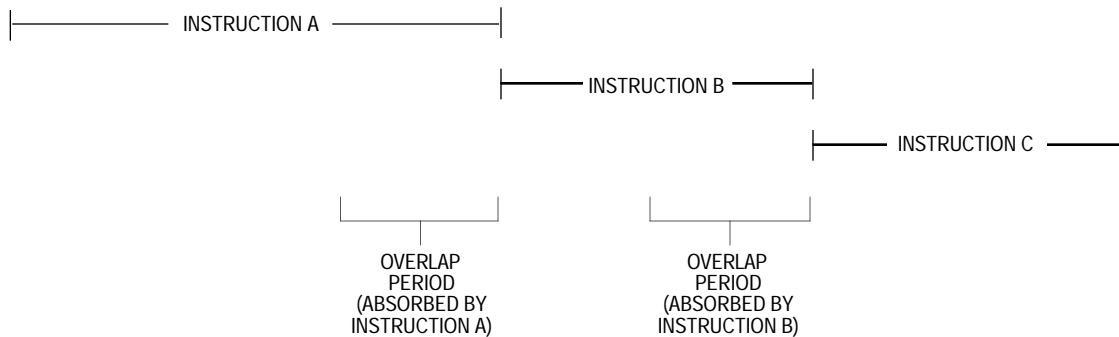 INSTRUCTION A
INSTRUCTION B
INSTRUCTION C
OVERLAP
PERIOD
(ABSORBED BY
INSTRUCTION A)
OVERLAP
PERIOD
(ABSORBED BY
INSTRUCTION B)